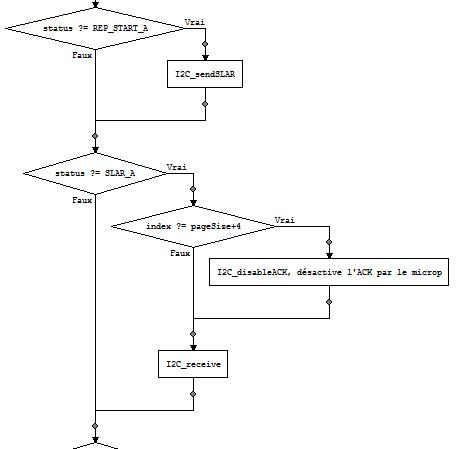 status ?= REP_START_A
Vrai
Faux
I2C_sendSLAR
status ?= SLAR_A
Vrai
Faux
index ?= pageSize+4
Vrai
Faux
I2C_disableACK, désactive l'ACK par le microp
I2C_receive